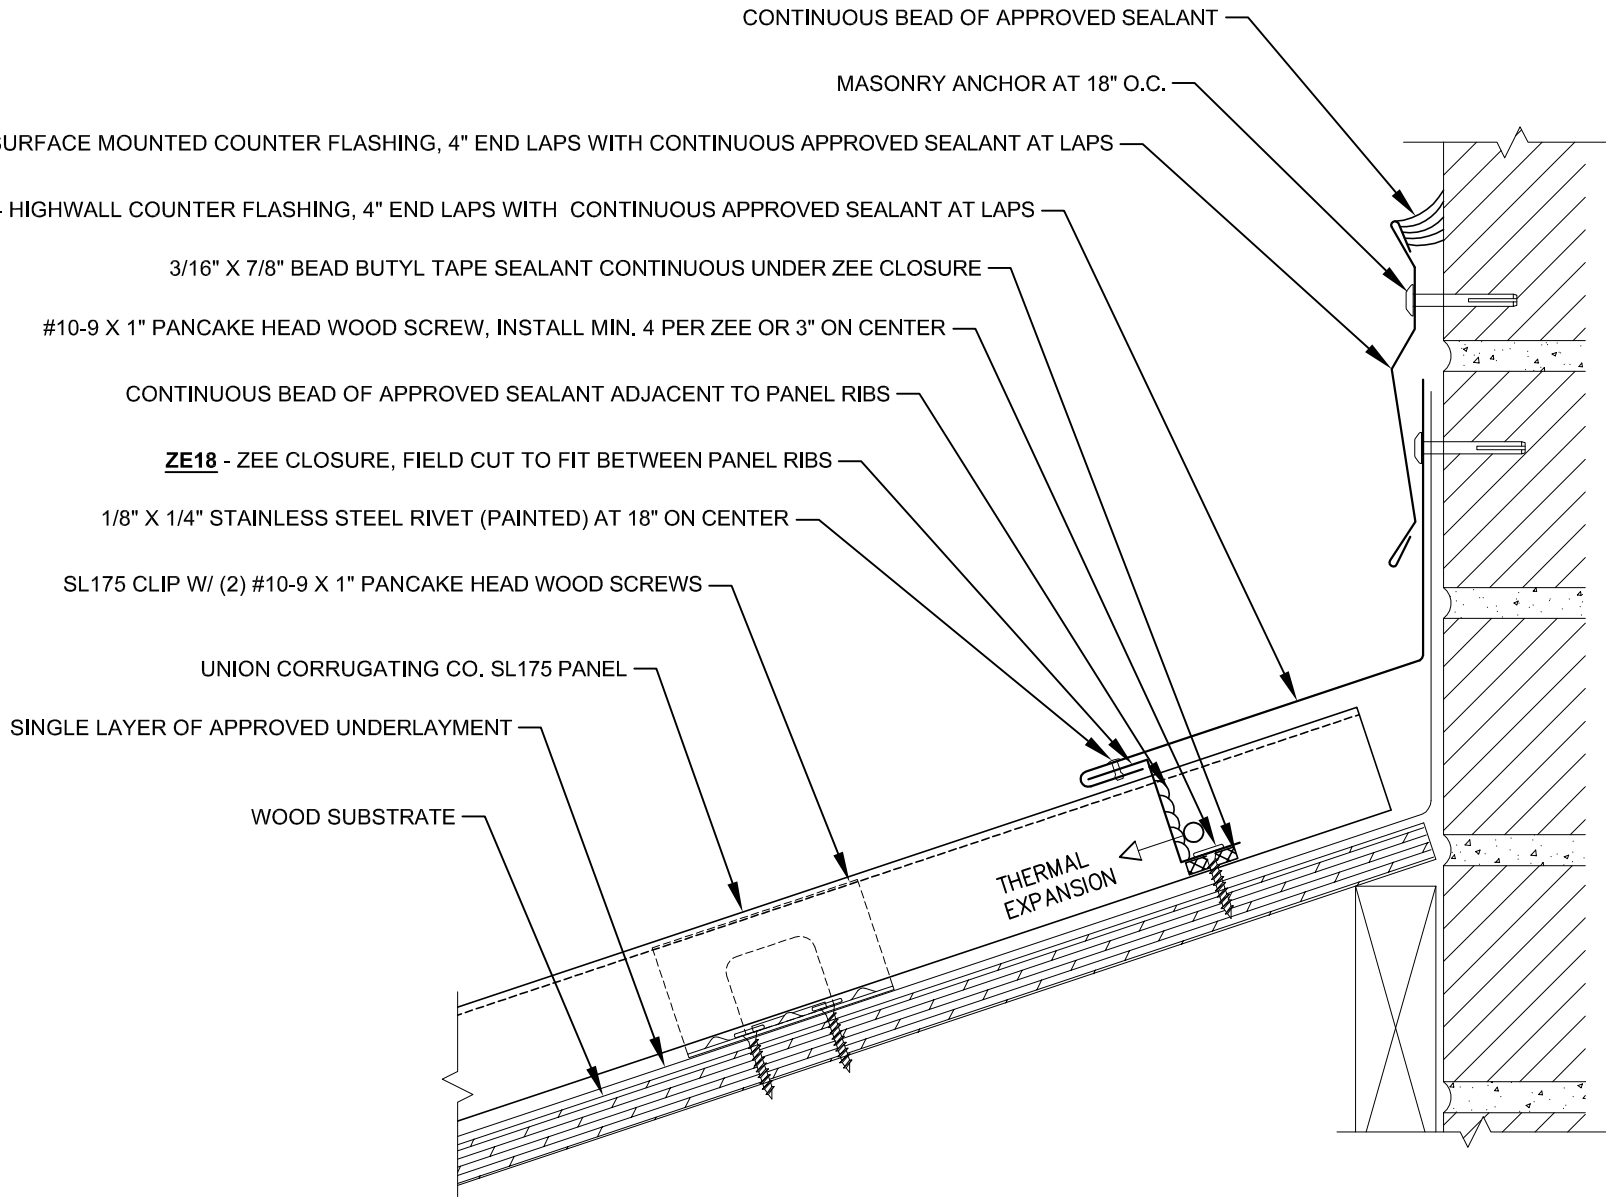 CONTINUOUS BEAD OF APPROVED SEALANT
MASONRY ANCHOR AT 18" O.C.
SURFACE MOUNTED COUNTER FLASHING, 4" END LAPS WITH CONTINUOUS APPROVED SEALANT AT LAPS
- HIGHWALL COUNTER FLASHING, 4" END LAPS WITH CONTINUOUS APPROVED SEALANT AT LAPS
3/16" X 7/8" BEAD BUTYL TAPE SEALANT CONTINUOUS UNDER ZEE CLOSURE
#10-9 X 1" PANCAKE HEAD WOOD SCREW, INSTALL MIN. 4 PER ZEE OR 3" ON CENTER
CONTINUOUS BEAD OF APPROVED SEALANT ADJACENT TO PANEL RIBS
ZE18 - ZEE CLOSURE, FIELD CUT TO FIT BETWEEN PANEL RIBS
1/8" X 1/4" STAINLESS STEEL RIVET (PAINTED) AT 18" ON CENTER
SL175 CLIP W/ (2) #10-9 X 1" PANCAKE HEAD WOOD SCREWS
UNION CORRUGATING CO. SL175 PANEL
SINGLE LAYER OF APPROVED UNDERLAYMENT
WOOD SUBSTRATE
THERMAL
EXPANSION